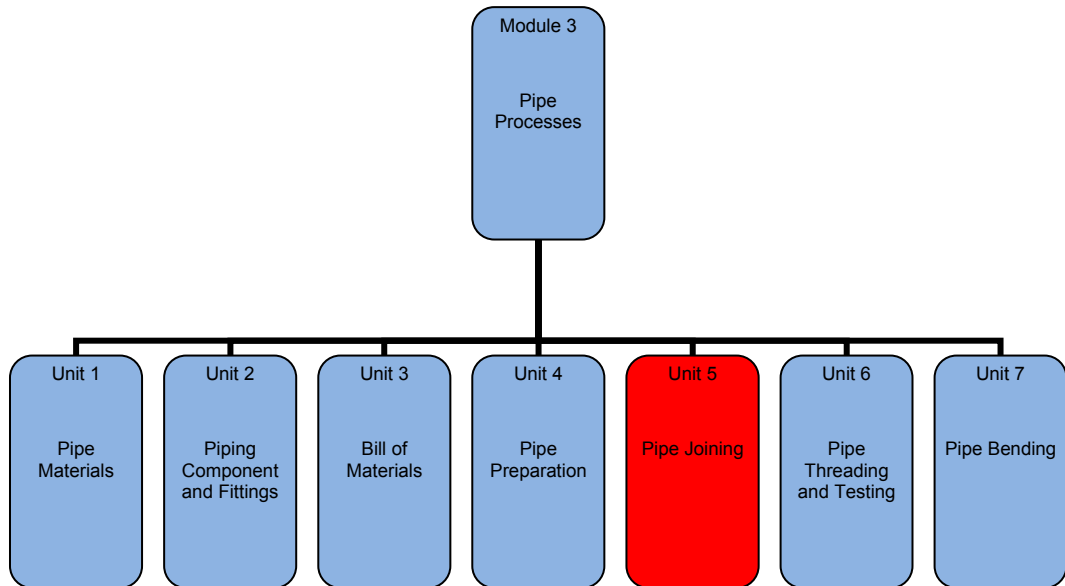 Module 3
Pipe
Processes
Unit 1
Pipe
Materials
Unit 2
Piping
Component
and Fittings
Unit 3
Bill of
Materials
Unit 4
Pipe
Preparation
Unit 5
Pipe Joining
Unit 6
Pipe
Threading
and Testing
Unit 7
Pipe Bending